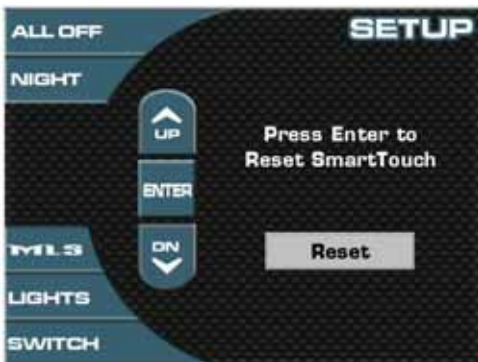 ALL OFF
SETUP
NIGHT
UP
Press Enter to
Reset SmartTouch
ENTER
DN
Reset
MLS
LIGHTS
SWITCH